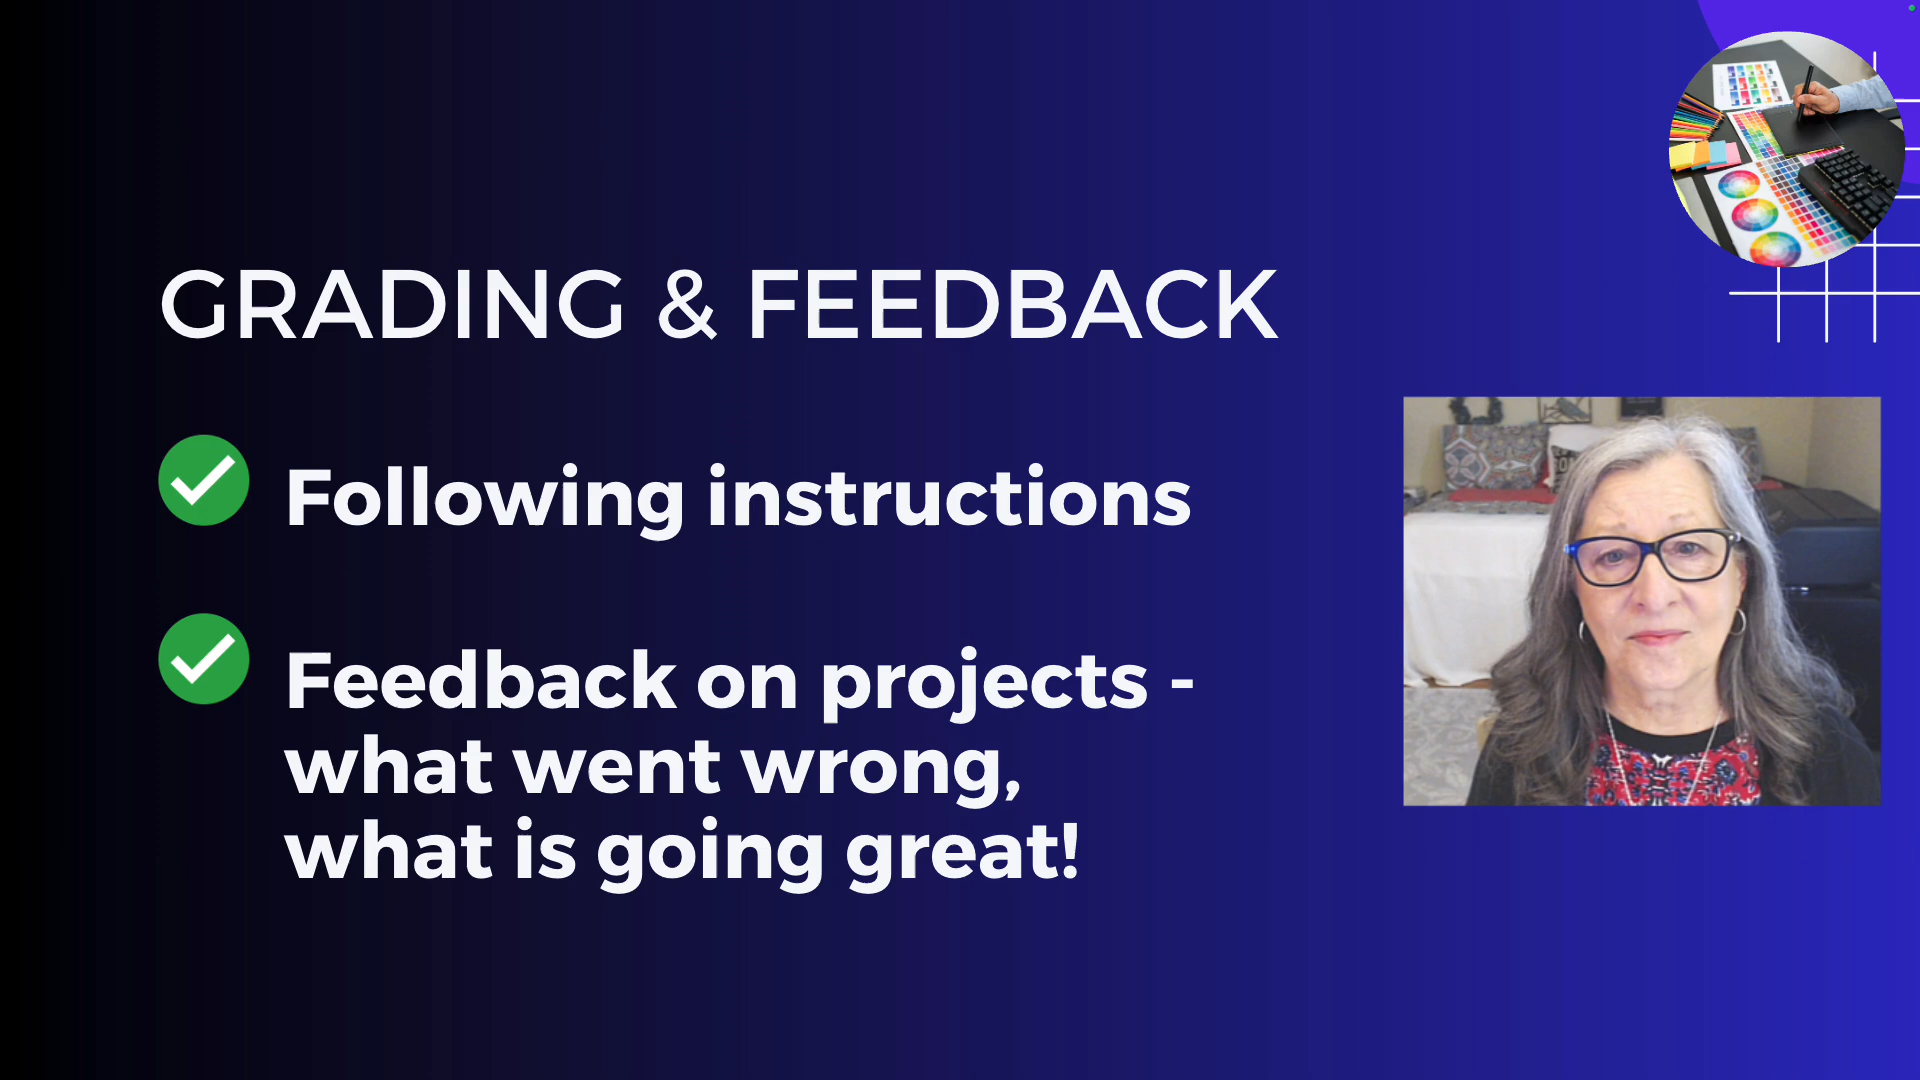 GRADING & FEEDBACK
Following instructions
Feedback on projects -
what went wrong,
what is going great!